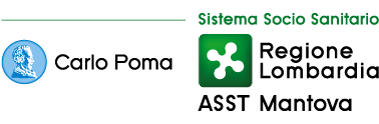 Sistema Socio Sanitario
Carlo Poma
Regione
Lombardia
ASST Mantova